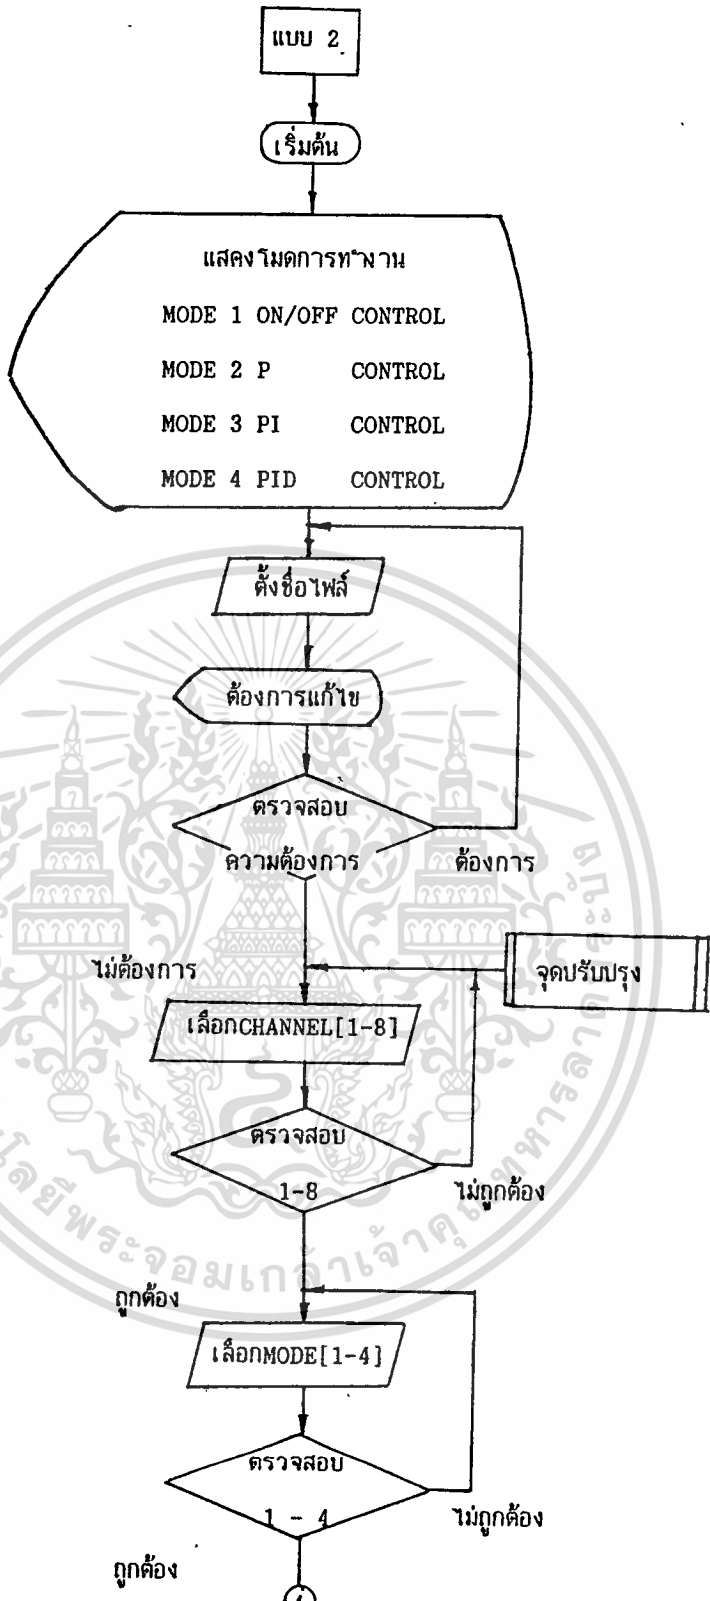 แบบ 2
เริ่มต้น
แสดงโมดการทำงาน
MODE 1 ON/OFF CONTROL
MODE 2 P CONTROL
MODE 3 PI CONTROL
MODE 4 PID CONTROL
ตั้งชื่อไฟล์
ต้องการแก้ไข
ตรวจสอบ
ความต้องการ
ต้องการ
ไม่ต้องการ
จุดปรับปรุง
เลือกCHANNEL[1-8]
ตรวจสอบ
1-8
ไม่ถูกต้อง
ถูกต้อง
เลือกMODE[1-4]
ตรวจสอบ
1 - 4
ไม่ถูกต้อง
ถูกต้อง